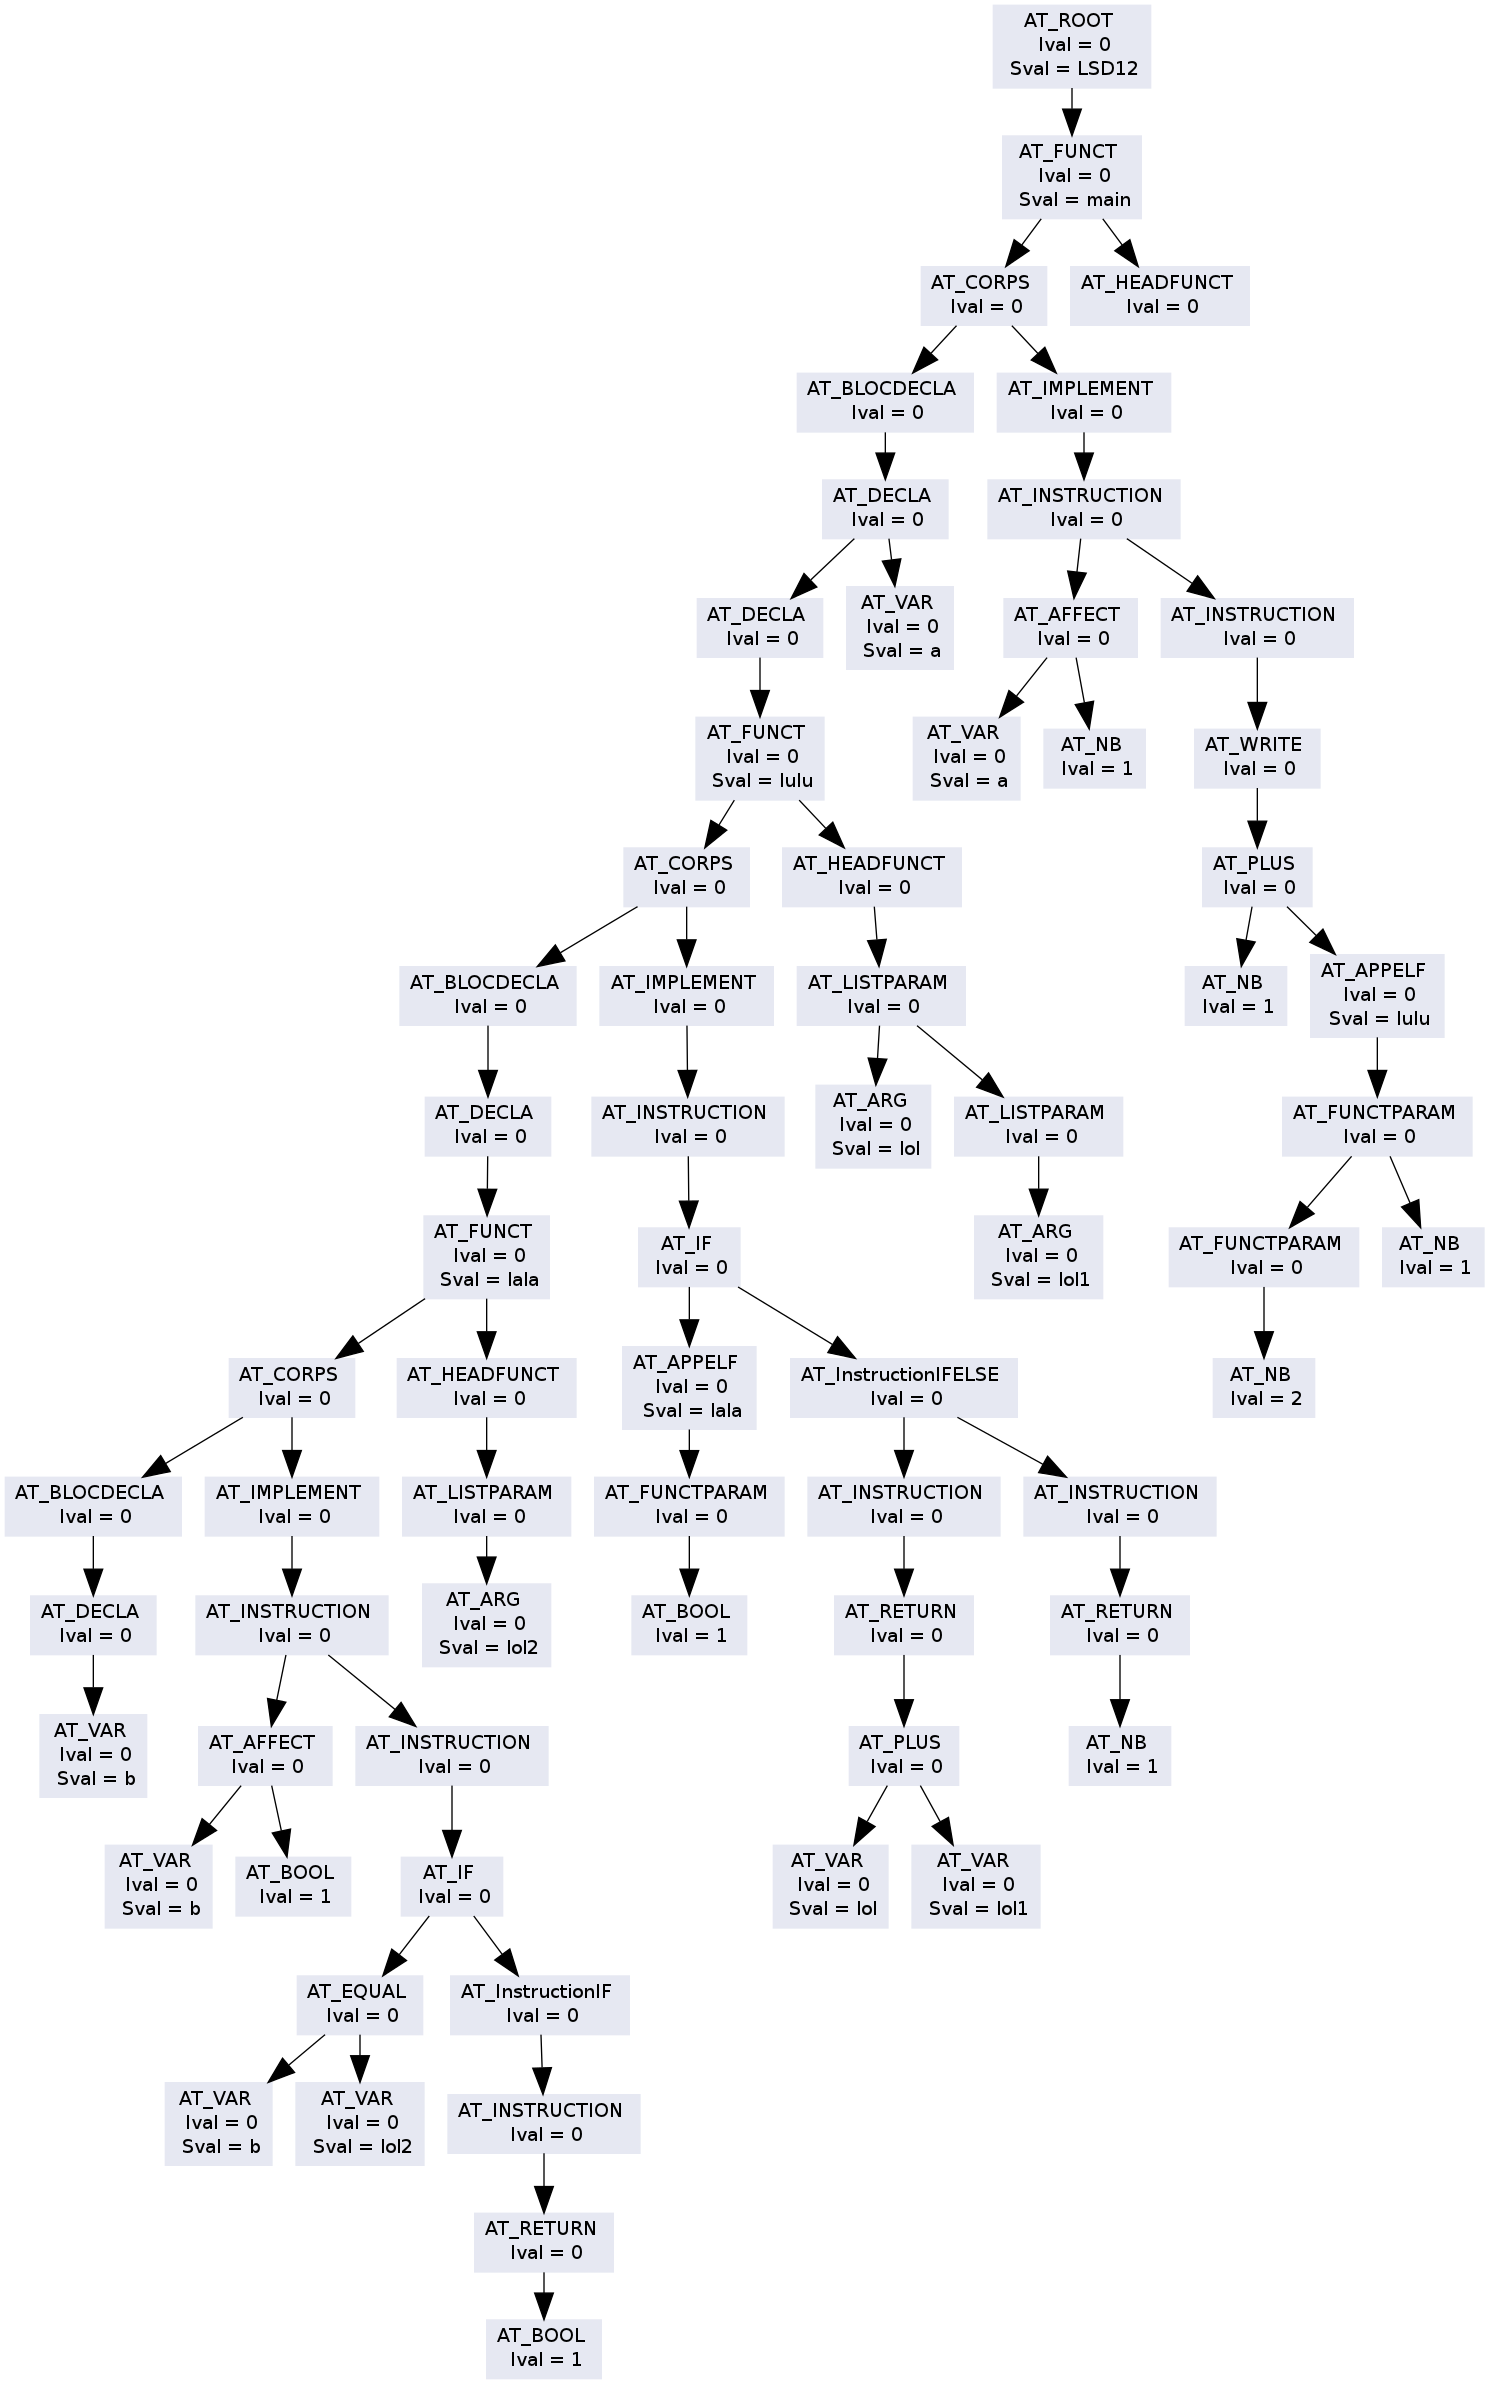 AT_ROOT
Ival = 0
Sval = LSD12
AT_FUNCT
Ival = 0
Sval = main
AT_CORPS
Ival = 0
AT_HEADFUNCT
Ival = 0
AT_BLOCDECLA
Ival = 0
AT_IMPLEMENT
Ival = 0
AT_DECLA
Ival = 0
AT_INSTRUCTION
Ival = 0
AT_DECLA
Ival = 0
AT_VAR
Ival = 0
Sval = a
AT_AFFECT
Ival = 0
AT_INSTRUCTION
Ival = 0
AT_FUNCT
Ival = 0
Sval = lulu
AT_VAR
Ival = 0
Sval = a
AT_NB
Ival = 1
AT_WRITE
Ival = 0
AT_CORPS
Ival = 0
AT_HEADFUNCT
Ival = 0
AT_PLUS
Ival = 0
AT_BLOCDECLA
Ival = 0
AT_IMPLEMENT
Ival = 0
AT_LISTPARAM
Ival = 0
AT_NB
Ival = 1
AT_APPELF
Ival = 0
Sval = lulu
AT_DECLA
Ival = 0
AT_INSTRUCTION
Ival = 0
AT_ARG
Ival = 0
Sval = lol
AT_LISTPARAM
Ival = 0
AT_FUNCTPARAM
Ival = 0
AT_FUNCT
Ival = 0
Sval = lala
AT_IF
Ival = 0
AT_ARG
Ival = 0
Sval = lol1
AT_FUNCTPARAM
Ival = 0
AT_NB
Ival = 1
AT_CORPS
Ival = 0
AT_HEADFUNCT
Ival = 0
AT_APPELF
Ival = 0
Sval = lala
AT_InstructionIFELSE
Ival = 0
AT_NB
Ival = 2
AT_BLOCDECLA
Ival = 0
AT_IMPLEMENT
Ival = 0
AT_LISTPARAM
Ival = 0
AT_FUNCTPARAM
Ival = 0
AT_INSTRUCTION
Ival = 0
AT_INSTRUCTION
Ival = 0
AT_DECLA
Ival = 0
AT_INSTRUCTION
Ival = 0
AT_ARG
Ival = 0
Sval = lol2
AT_BOOL
Ival = 1
AT_RETURN
Ival = 0
AT_RETURN
Ival = 0
AT_VAR
Ival = 0
Sval = b
AT_AFFECT
Ival = 0
AT_INSTRUCTION
Ival = 0
AT_PLUS
Ival = 0
AT_NB
Ival = 1
AT_VAR
Ival = 0
Sval = b
AT_BOOL
Ival = 1
AT_IF
Ival = 0
AT_VAR
Ival = 0
Sval = lol
AT_VAR
Ival = 0
Sval = lol1
AT_EQUAL
Ival = 0
AT_InstructionIF
Ival = 0
AT_VAR
Ival = 0
Sval = b
AT_VAR
Ival = 0
Sval = lol2
AT_INSTRUCTION
Ival = 0
AT_RETURN
Ival = 0
AT_BOOL
Ival = 1